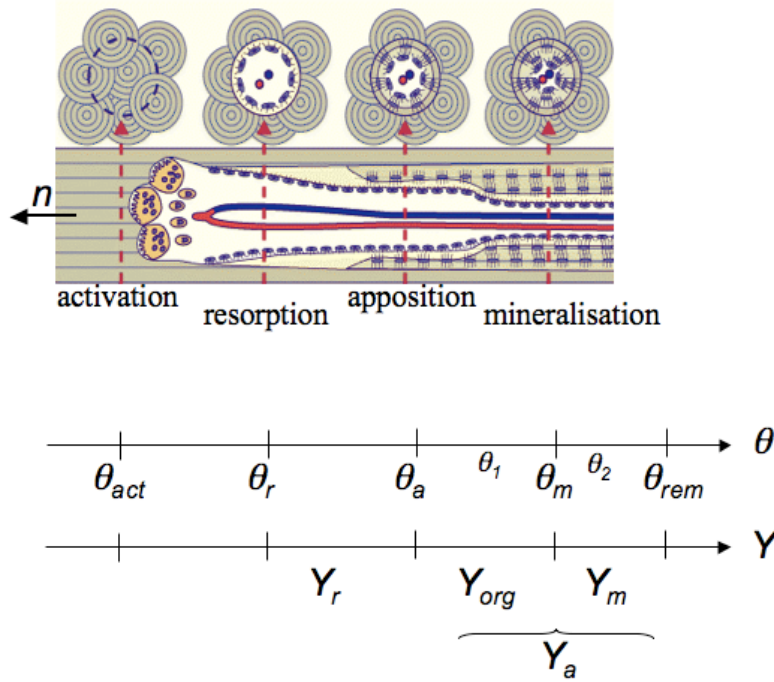 n
activation
resorption
apposition
mineralisation
θact θr θa θ1 θm θ2 θrem θ
Y
Yr Yorg Ym
Ya